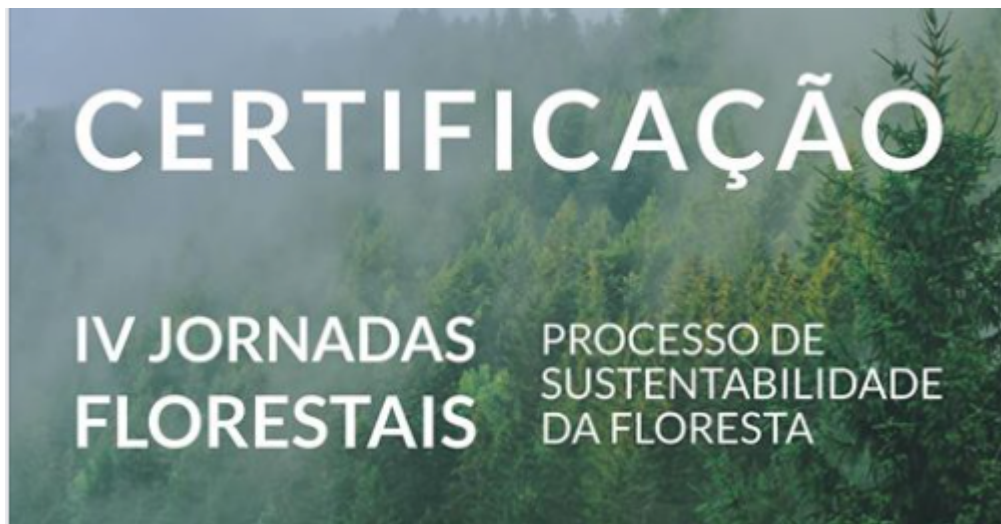 CERTIFICAÇÃO
IV JORNADAS
FLORESTAIS
PROCESSO DE
SUSTENTABILIDADE
DA FLORESTA